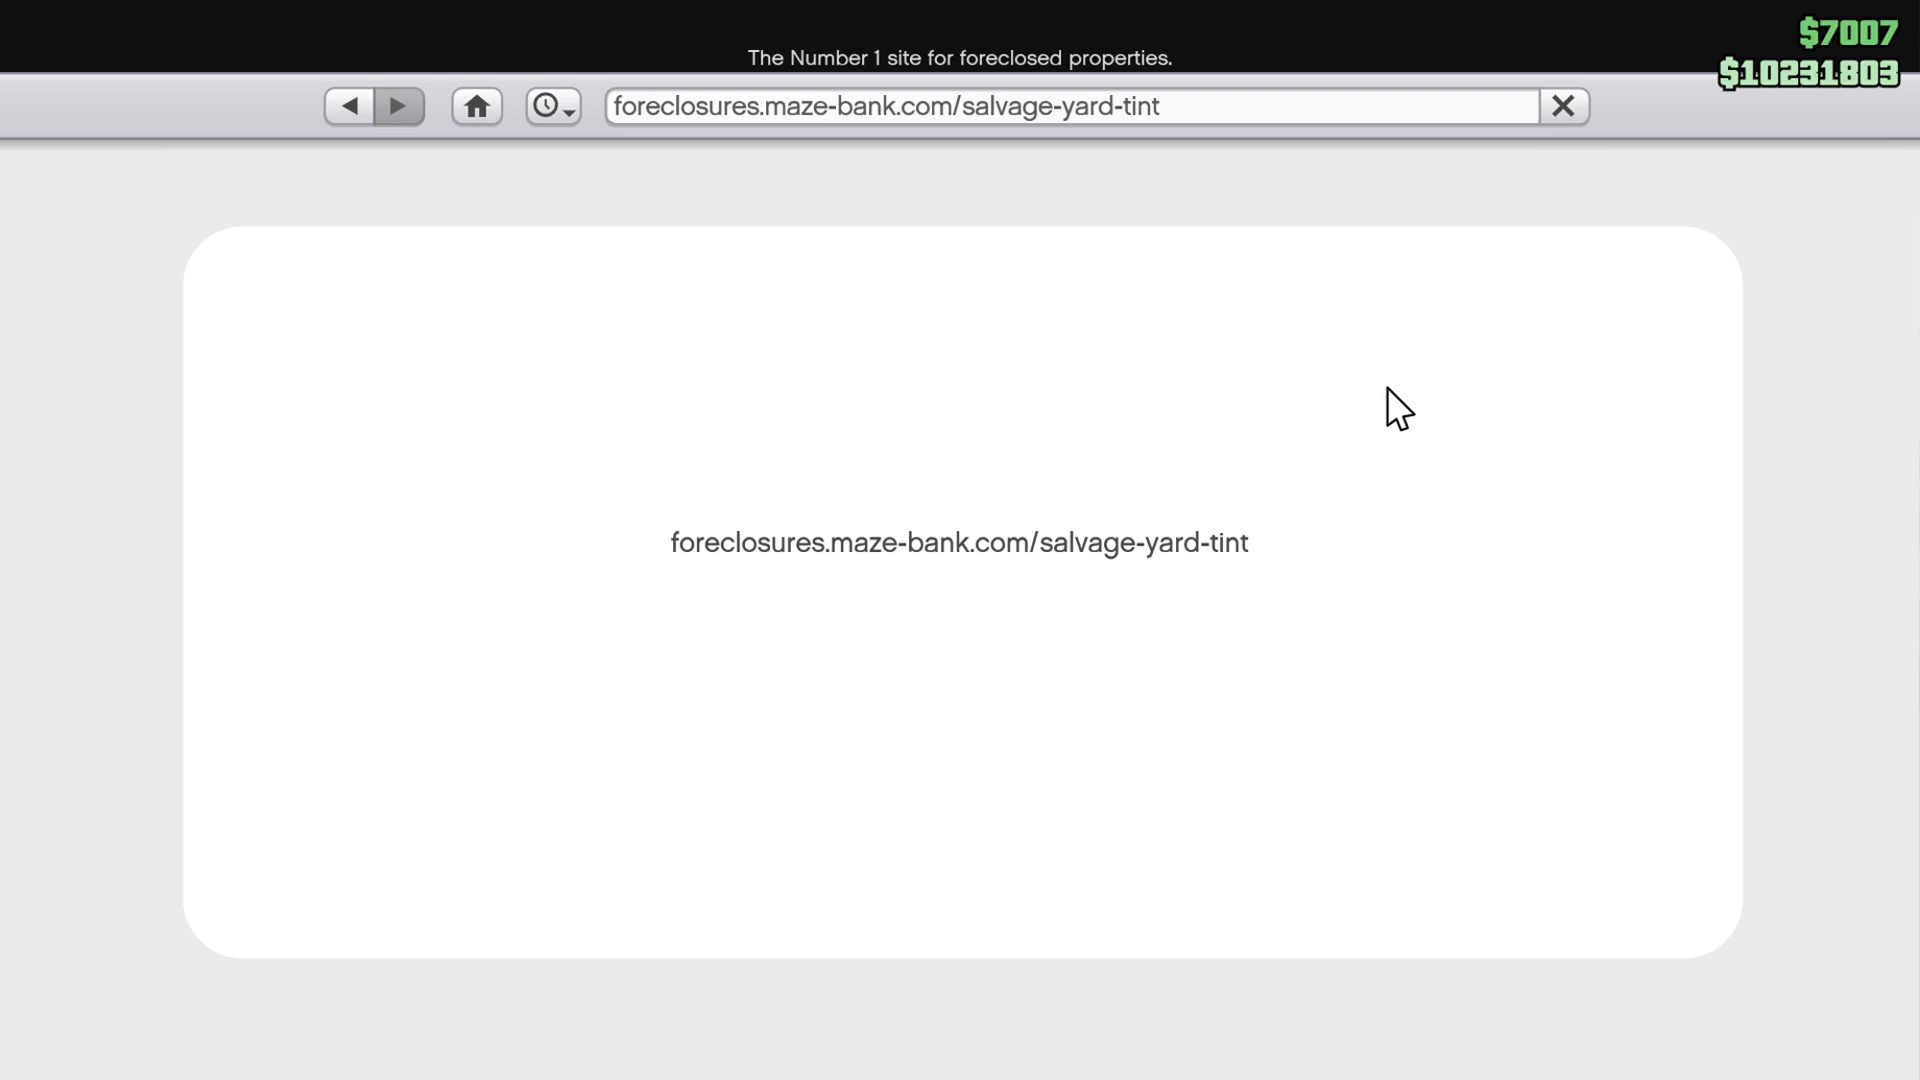 $7007
The Number 1 site for foreclosed properties.
$10231803
foreclosures.maze-bank.com/salvage-yard-tint
foreclosures.maze-bank.com/salvage-yard-tint